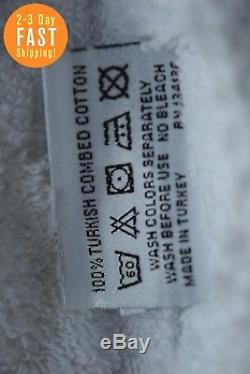 2-3 Day
FAST
Shipping!
100% TURKISH COMBED COTTON
60
WASH COLORS SEPARATELY
WASH BEFORE USE NO BLEACH
MADE IN TURKEY